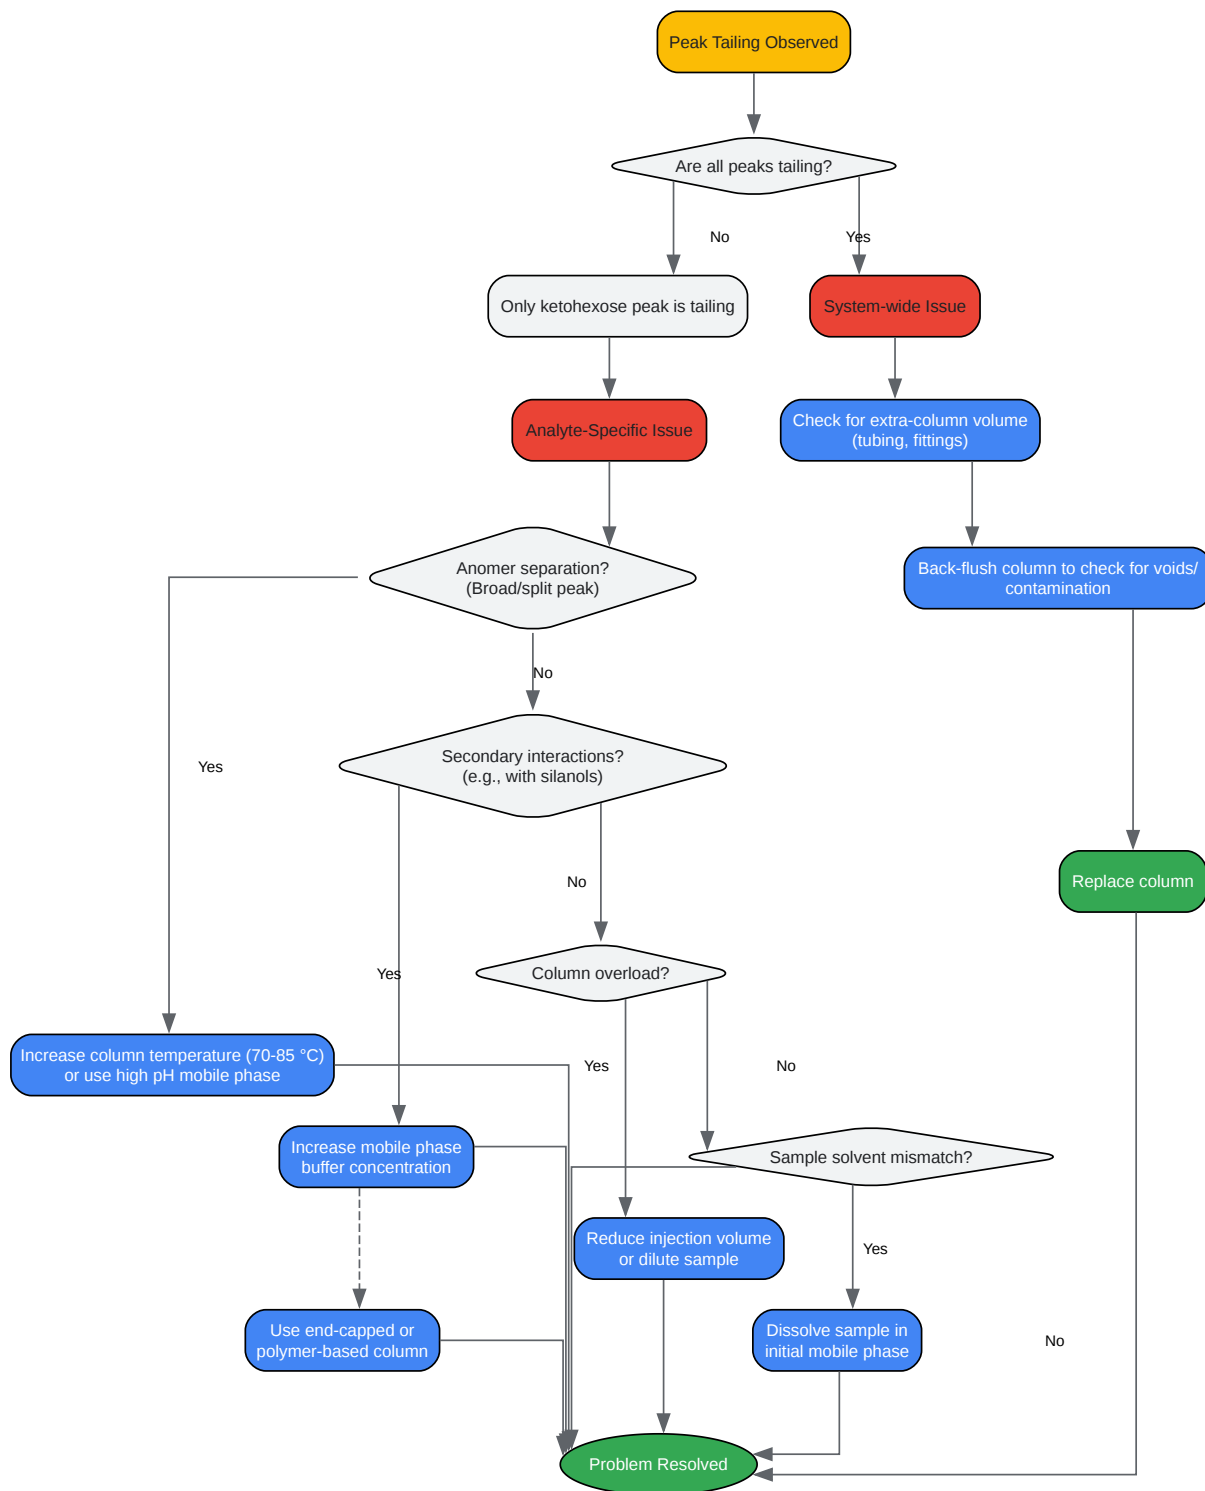 Peak Tailing Observed
Are all peaks tailing?
No
Yes
Only ketohexose peak is tailing
System-wide Issue
Analyte-Specific Issue
Check for extra-column volume
(tubing, fittings)
Anomer separation?
(Broad/split peak)
Back-flush column to check for voids/
contamination
No
Secondary interactions?
(e.g., with silanols)
Yes
No
Replace column
Yes
Column overload?
Increase column temperature (70-85 °C)
or use high pH mobile phase
Yes
No
Increase mobile phase
buffer concentration
Sample solvent mismatch?
Reduce injection volume
or dilute sample
Yes
Use end-capped or
polymer-based column
Dissolve sample in
initial mobile phase
No
Problem Resolved